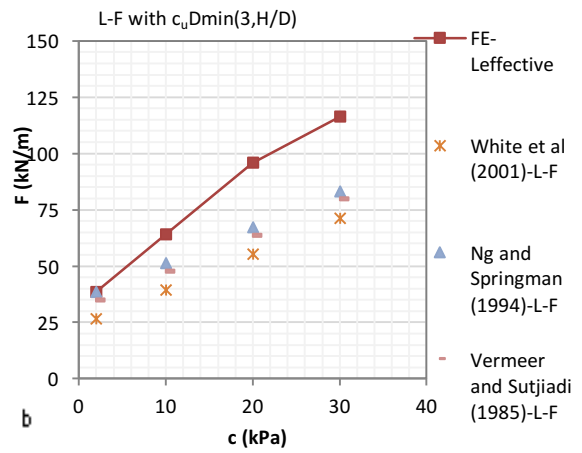 L-F with cᵤDmin(3,H/D)
150
125
100
75
50
25
0
F (kN/m)
0
10
20
30
40
c (kPa)
b
FE-
Leffective
White et al
(2001)-L-F
Ng and
Springman
(1994)-L-F
Vermeer
and Sutjiadi
(1985)-L-F